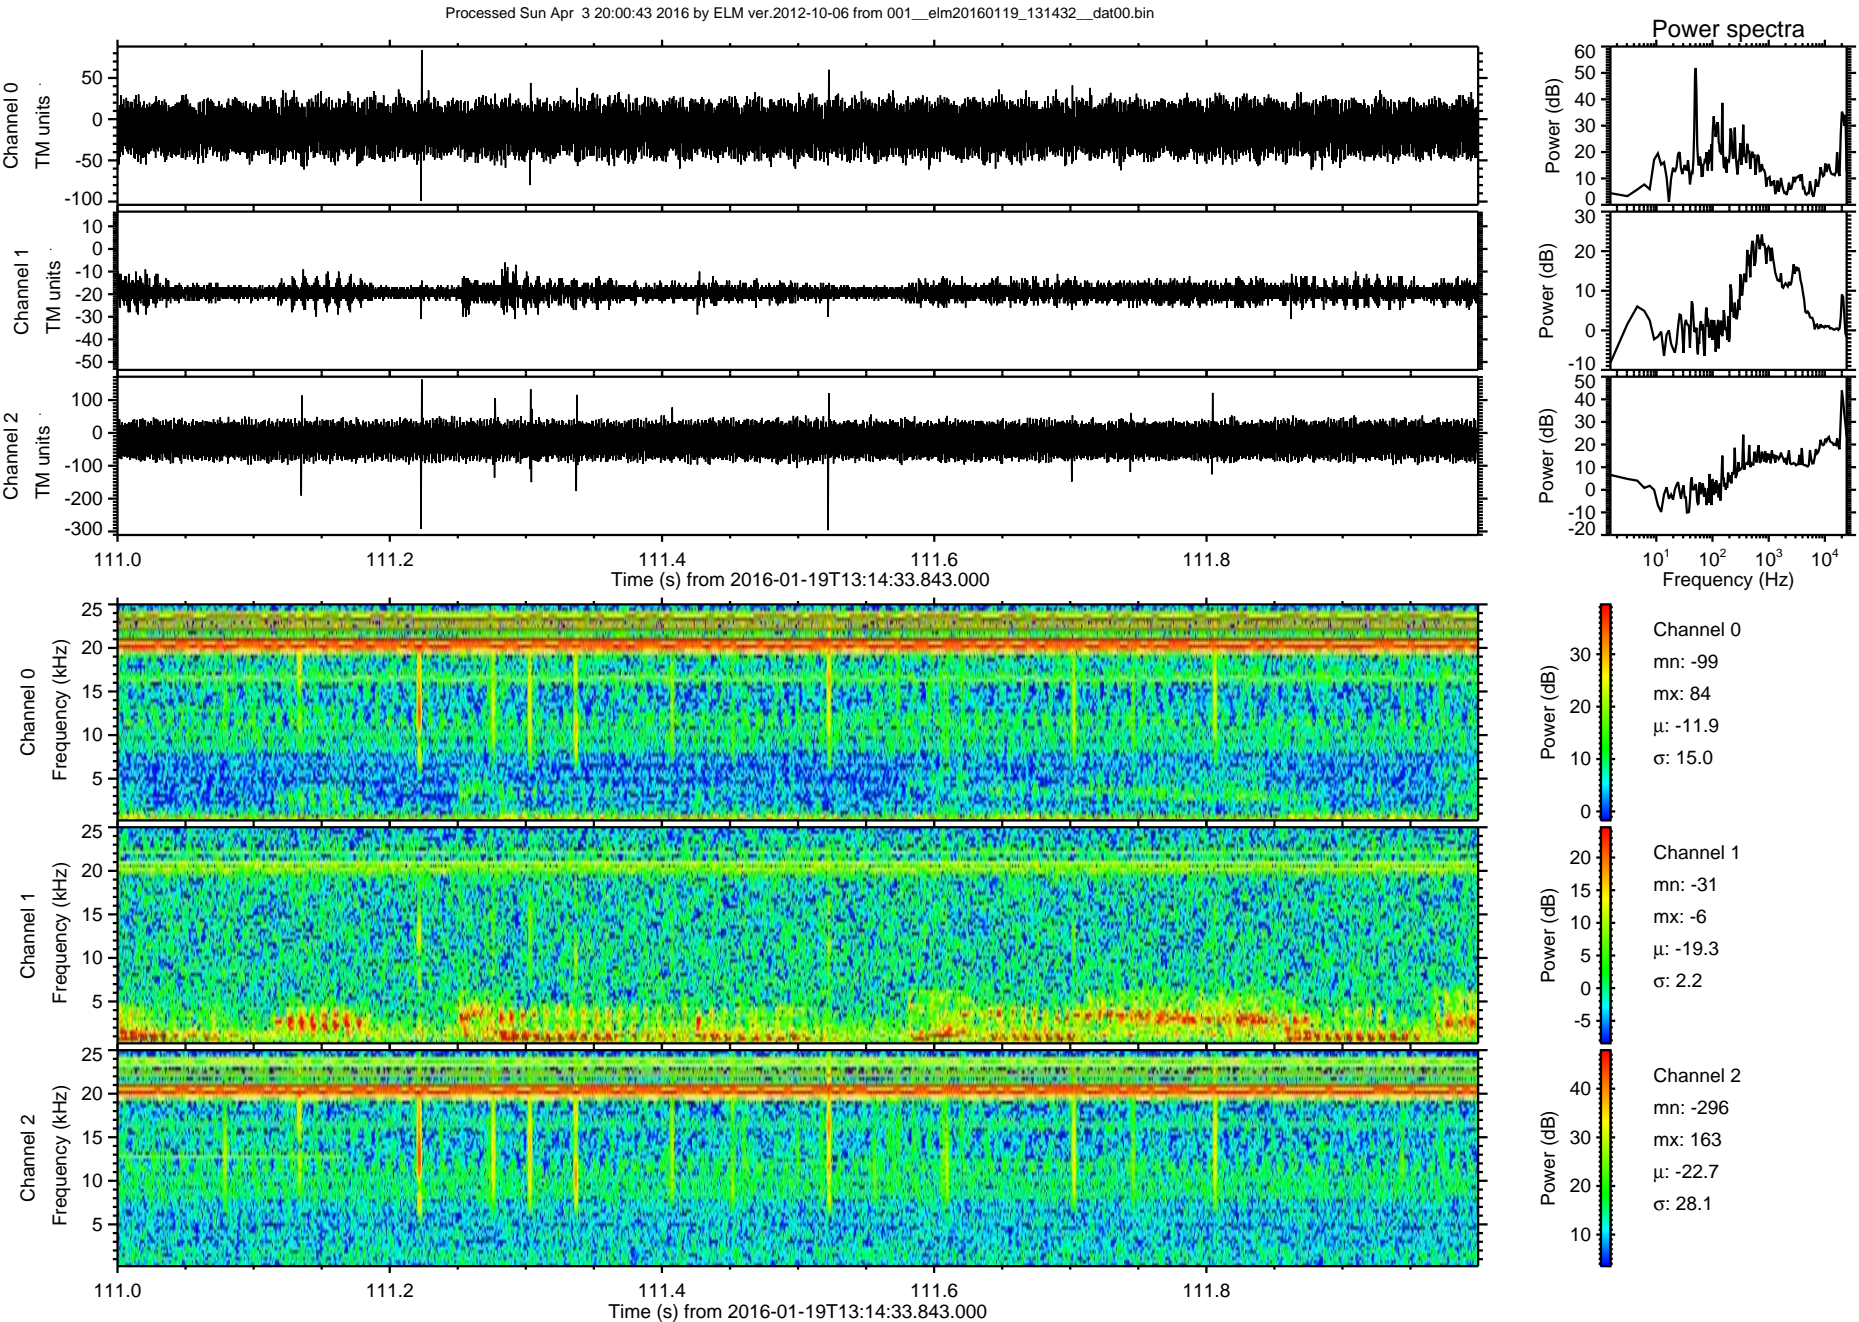 Processed Sun Apr  3 20:00:43 2016 by ELM ver.2012-10-06 from 001__elm20160119_131432__dat00.bin
Power spectra
Channel 0
TM units
50
0
-50
-100
Power (dB)
60
50
40
30
20
10
0
Channel 1
TM units
10
0
-10
-20
-30
-40
-50
Power (dB)
30
20
10
0
-10
Channel 2
TM units
100
0
-100
-200
-300
Power (dB)
50
40
30
20
10
0
-10
-20
111.0 111.2 111.4 111.6 111.8
Time (s) from 2016-01-19T13:14:33.843.000
10¹ 10² 10³ 10⁴
Frequency (Hz)
Channel 0
Frequency (kHz)
25
20
15
10
5
Power (dB)
30
20
10
0
Channel 0
mn: -99
mx: 84
μ: -11.9
σ: 15.0
Channel 1
Frequency (kHz)
25
20
15
10
5
Power (dB)
20
15
10
5
0
-5
Channel 1
mn: -31
mx: -6
μ: -19.3
σ: 2.2
Channel 2
Frequency (kHz)
25
20
15
10
5
Power (dB)
40
30
20
10
Channel 2
mn: -296
mx: 163
μ: -22.7
σ: 28.1
111.0 111.2 111.4 111.6 111.8
Time (s) from 2016-01-19T13:14:33.843.000